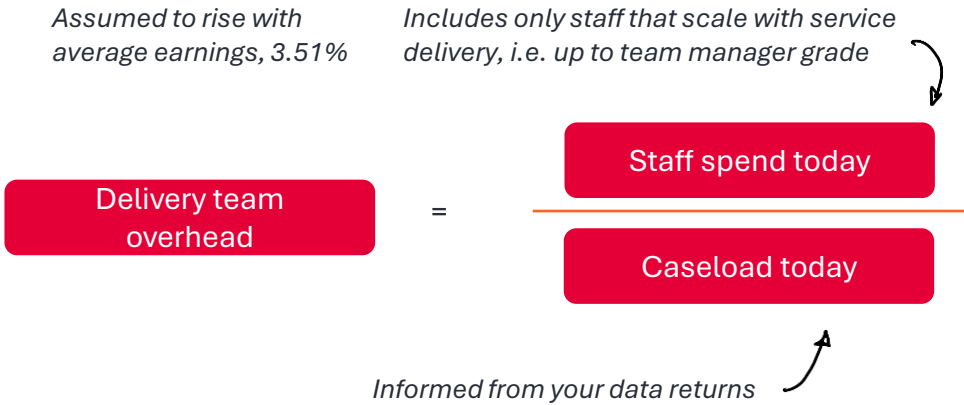 Assumed to rise with
average earnings, 3.51%
Includes only staff that scale with service
delivery, i.e. up to team manager grade
Delivery team
overhead
=
Staff spend today
Caseload today
Informed from your data returns